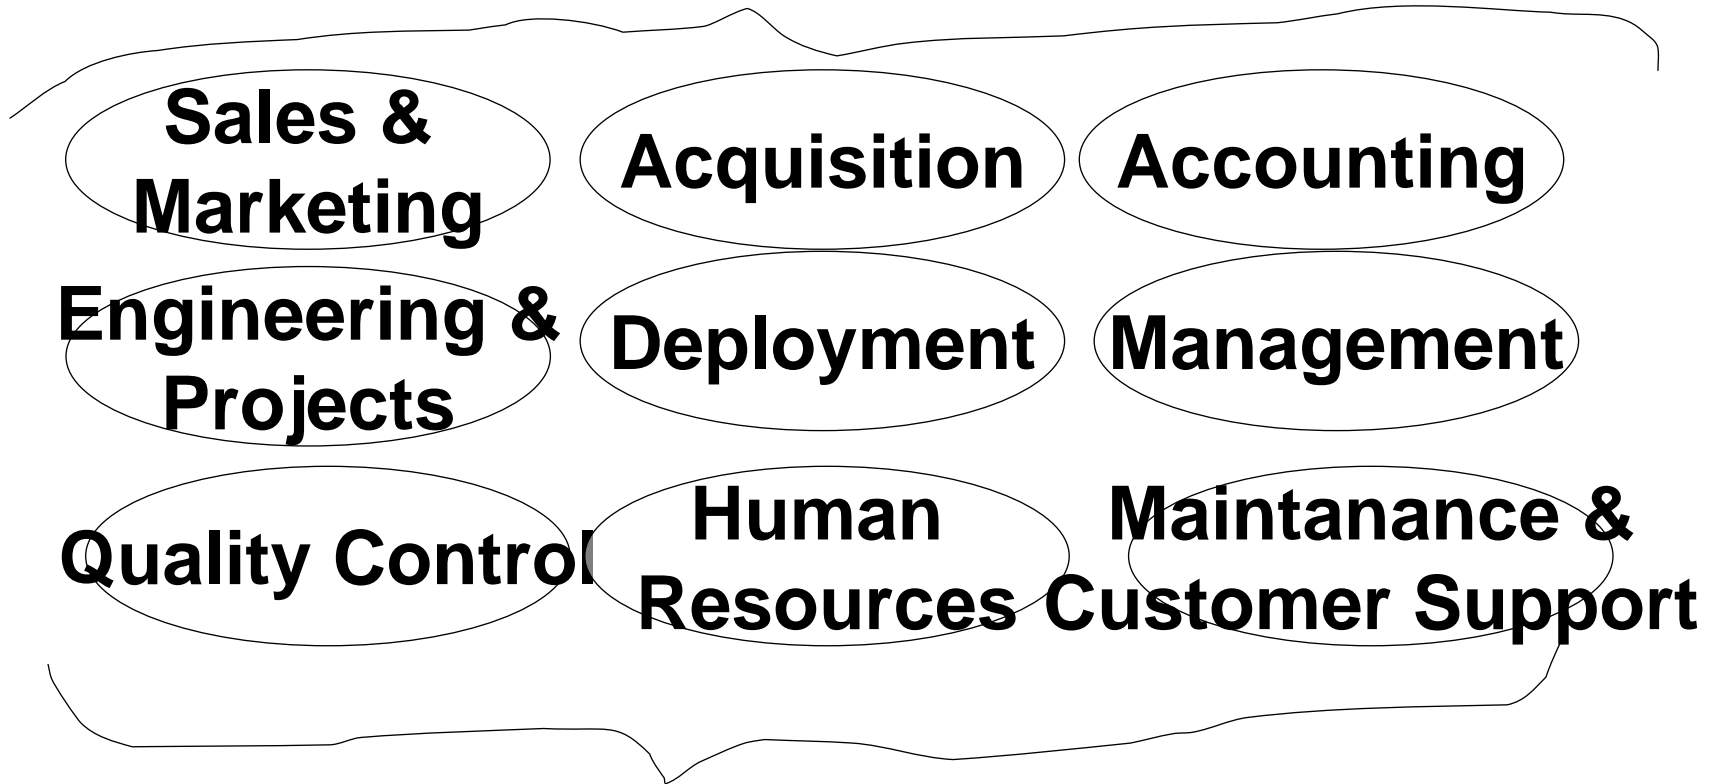 Sales &
Marketing
Acquisition
Accounting
Engineering &
Projects
Deployment
Management
Quality Control
Human
Resources
Maintanance &
Customer Support